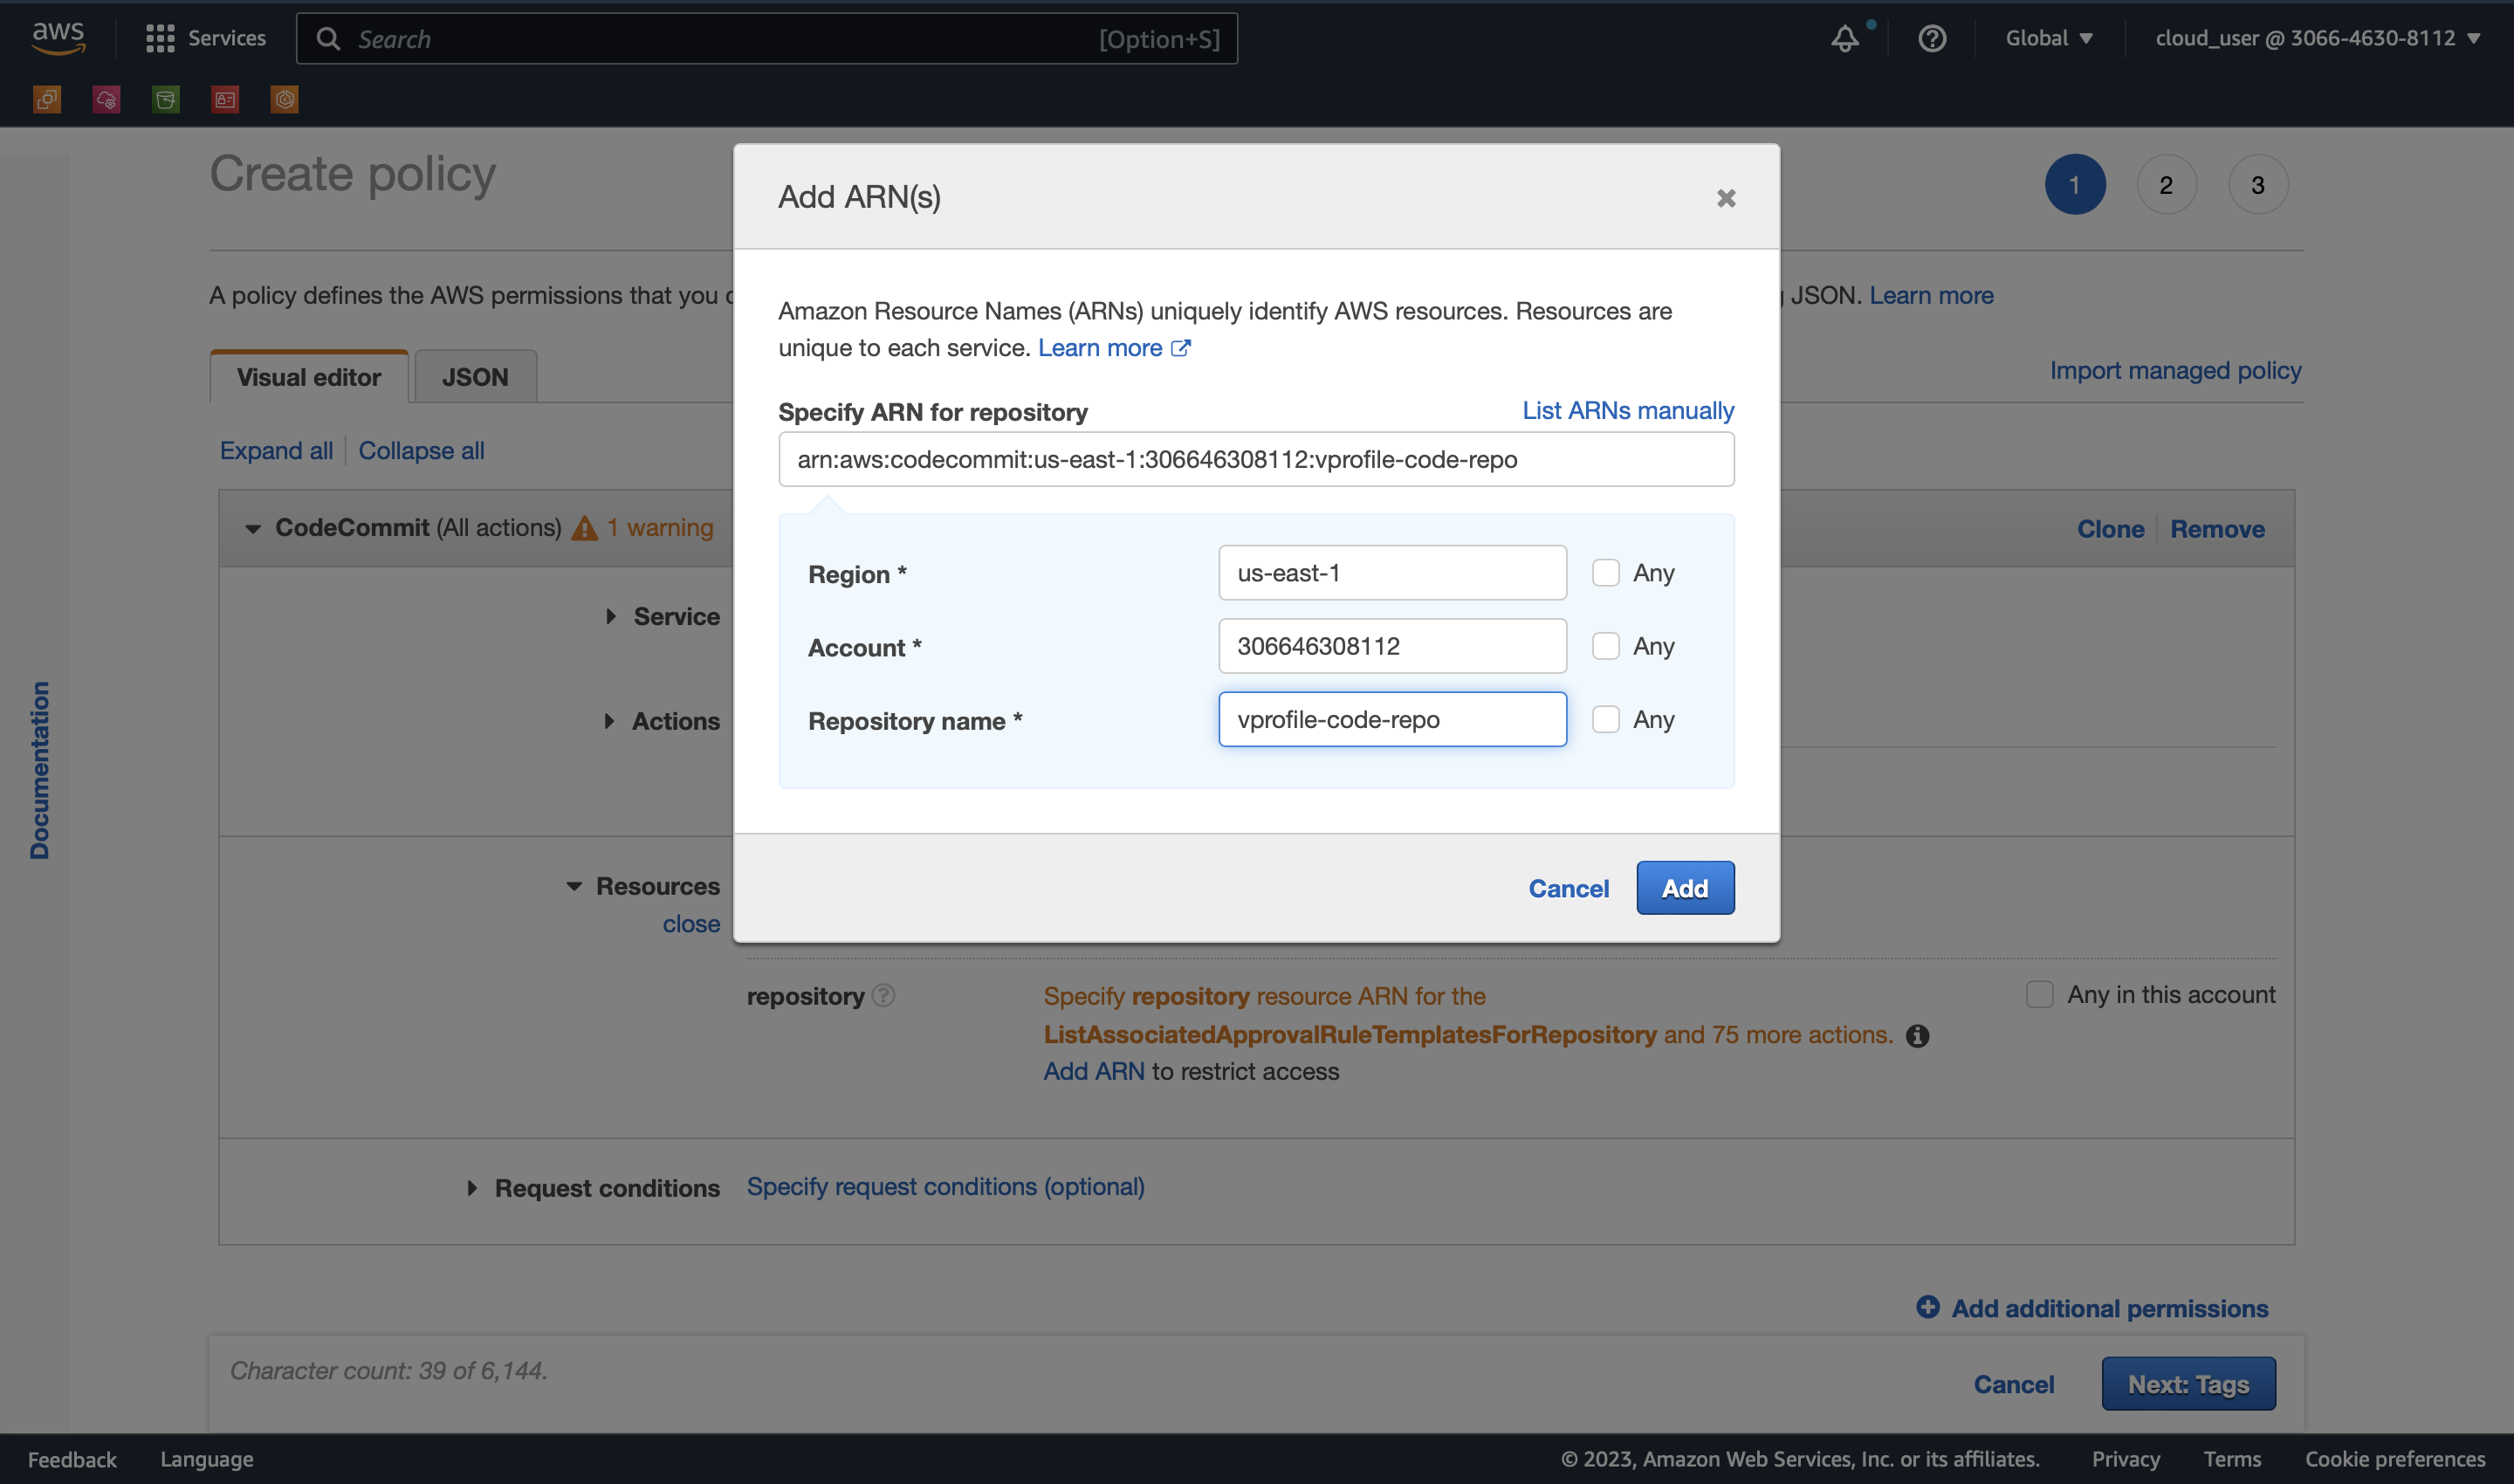 aws
Services
Search
[Option+S]
Global
cloud_user @ 3066-4630-8112
Create policy
1
2
3
A policy defines the AWS permissions that you
JSON. Learn more
Visual editor
JSON
Import managed policy
Expand all
Collapse all
CodeCommit (All actions)
1 warning
Clone
Remove
Service
Actions
Documentation
Resources
close
Add ARN(s)
Amazon Resource Names (ARNs) uniquely identify AWS resources. Resources are
unique to each service. Learn more
Specify ARN for repository
List ARNs manually
arn:aws:codecommit:us-east-1:306646308112:vprofile-code-repo
Region *
us-east-1
Any
Account *
306646308112
Any
Repository name *
vprofile-code-repo
Any
Cancel
Add
repository
Specify repository resource ARN for the
ListAssociatedApprovalRuleTemplatesForRepository and 75 more actions.
Add ARN to restrict access
Any in this account
Request conditions
Specify request conditions (optional)
Add additional permissions
Character count: 39 of 6,144.
Cancel
Next: Tags
Feedback
Language
© 2023, Amazon Web Services, Inc. or its affiliates.
Privacy
Terms
Cookie preferences